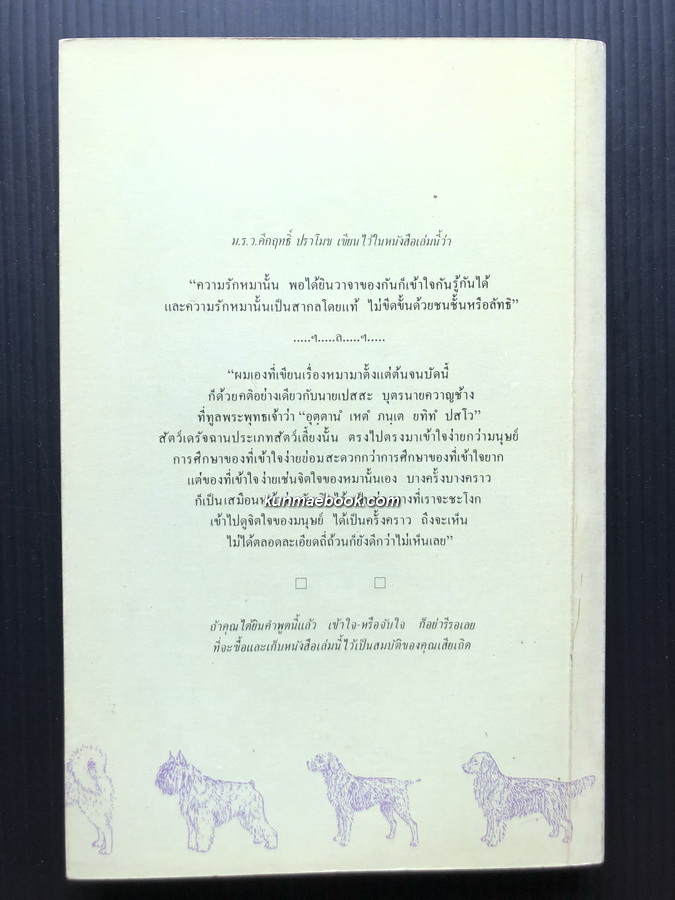 ม.ร.ว.คึกฤทธิ์ ปราโมช เขียนไว้ในหนังสือเล่มนี้ว่า
“ความรักหมานั้น พอได้ยินวาจาของกันก็เข้าใจกันรู้กันได้
และความรักหมานั้นเป็นสากลโดยแท้ ไม่ขีดขั้นด้วยชนชั้นหรือลัทธิ”
.....ฯ.....ล.....ฯ.....
“ผมเองที่เขียนเรื่องหมามาตั้งแต่ต้นจนบัดนี้
ก็ด้วยคติอย่างเดียวกับนายเปสสะ บุตรนายควาญช้าง
ที่ทูลพระพุทธเจ้าว่า “อุตฺตานํ เหตํ ภนฺเต ยทิทํ ปสโว”
สัตว์เดรัจฉานประเภทสัตว์เลี้ยงนั้น ตรงไปตรงมาเข้าใจง่ายกว่ามนุษย์
การศึกษาของที่เข้าใจง่ายย่อมสะดวกกว่าการศึกษาของที่เข้าใจยาก
แต่ของที่เข้าใจง่ายเช่นจิตใจของหมานั้นเอง บางครั้งบางคราว
ก็เป็นเสมือน ที่เราจะชะโงก
kunmaebook.com
เข้าไปดูจิตใจของมนุษย์ ได้เป็นครั้งคราว ถึงจะเห็น
ไม่ได้ตลอดละเอียดถี่ถ้วนก็ยังดีกว่าไม่เห็นเลย”
ถ้าคุณได้ยินคำพูดนี้แล้ว เข้าใจ-หรือจับใจ ก็อย่ารีรอเลย
ที่จะซื้อและเก็บหนังสือเล่มนี้ไว้เป็นสมบัติของคุณเสียเถิด